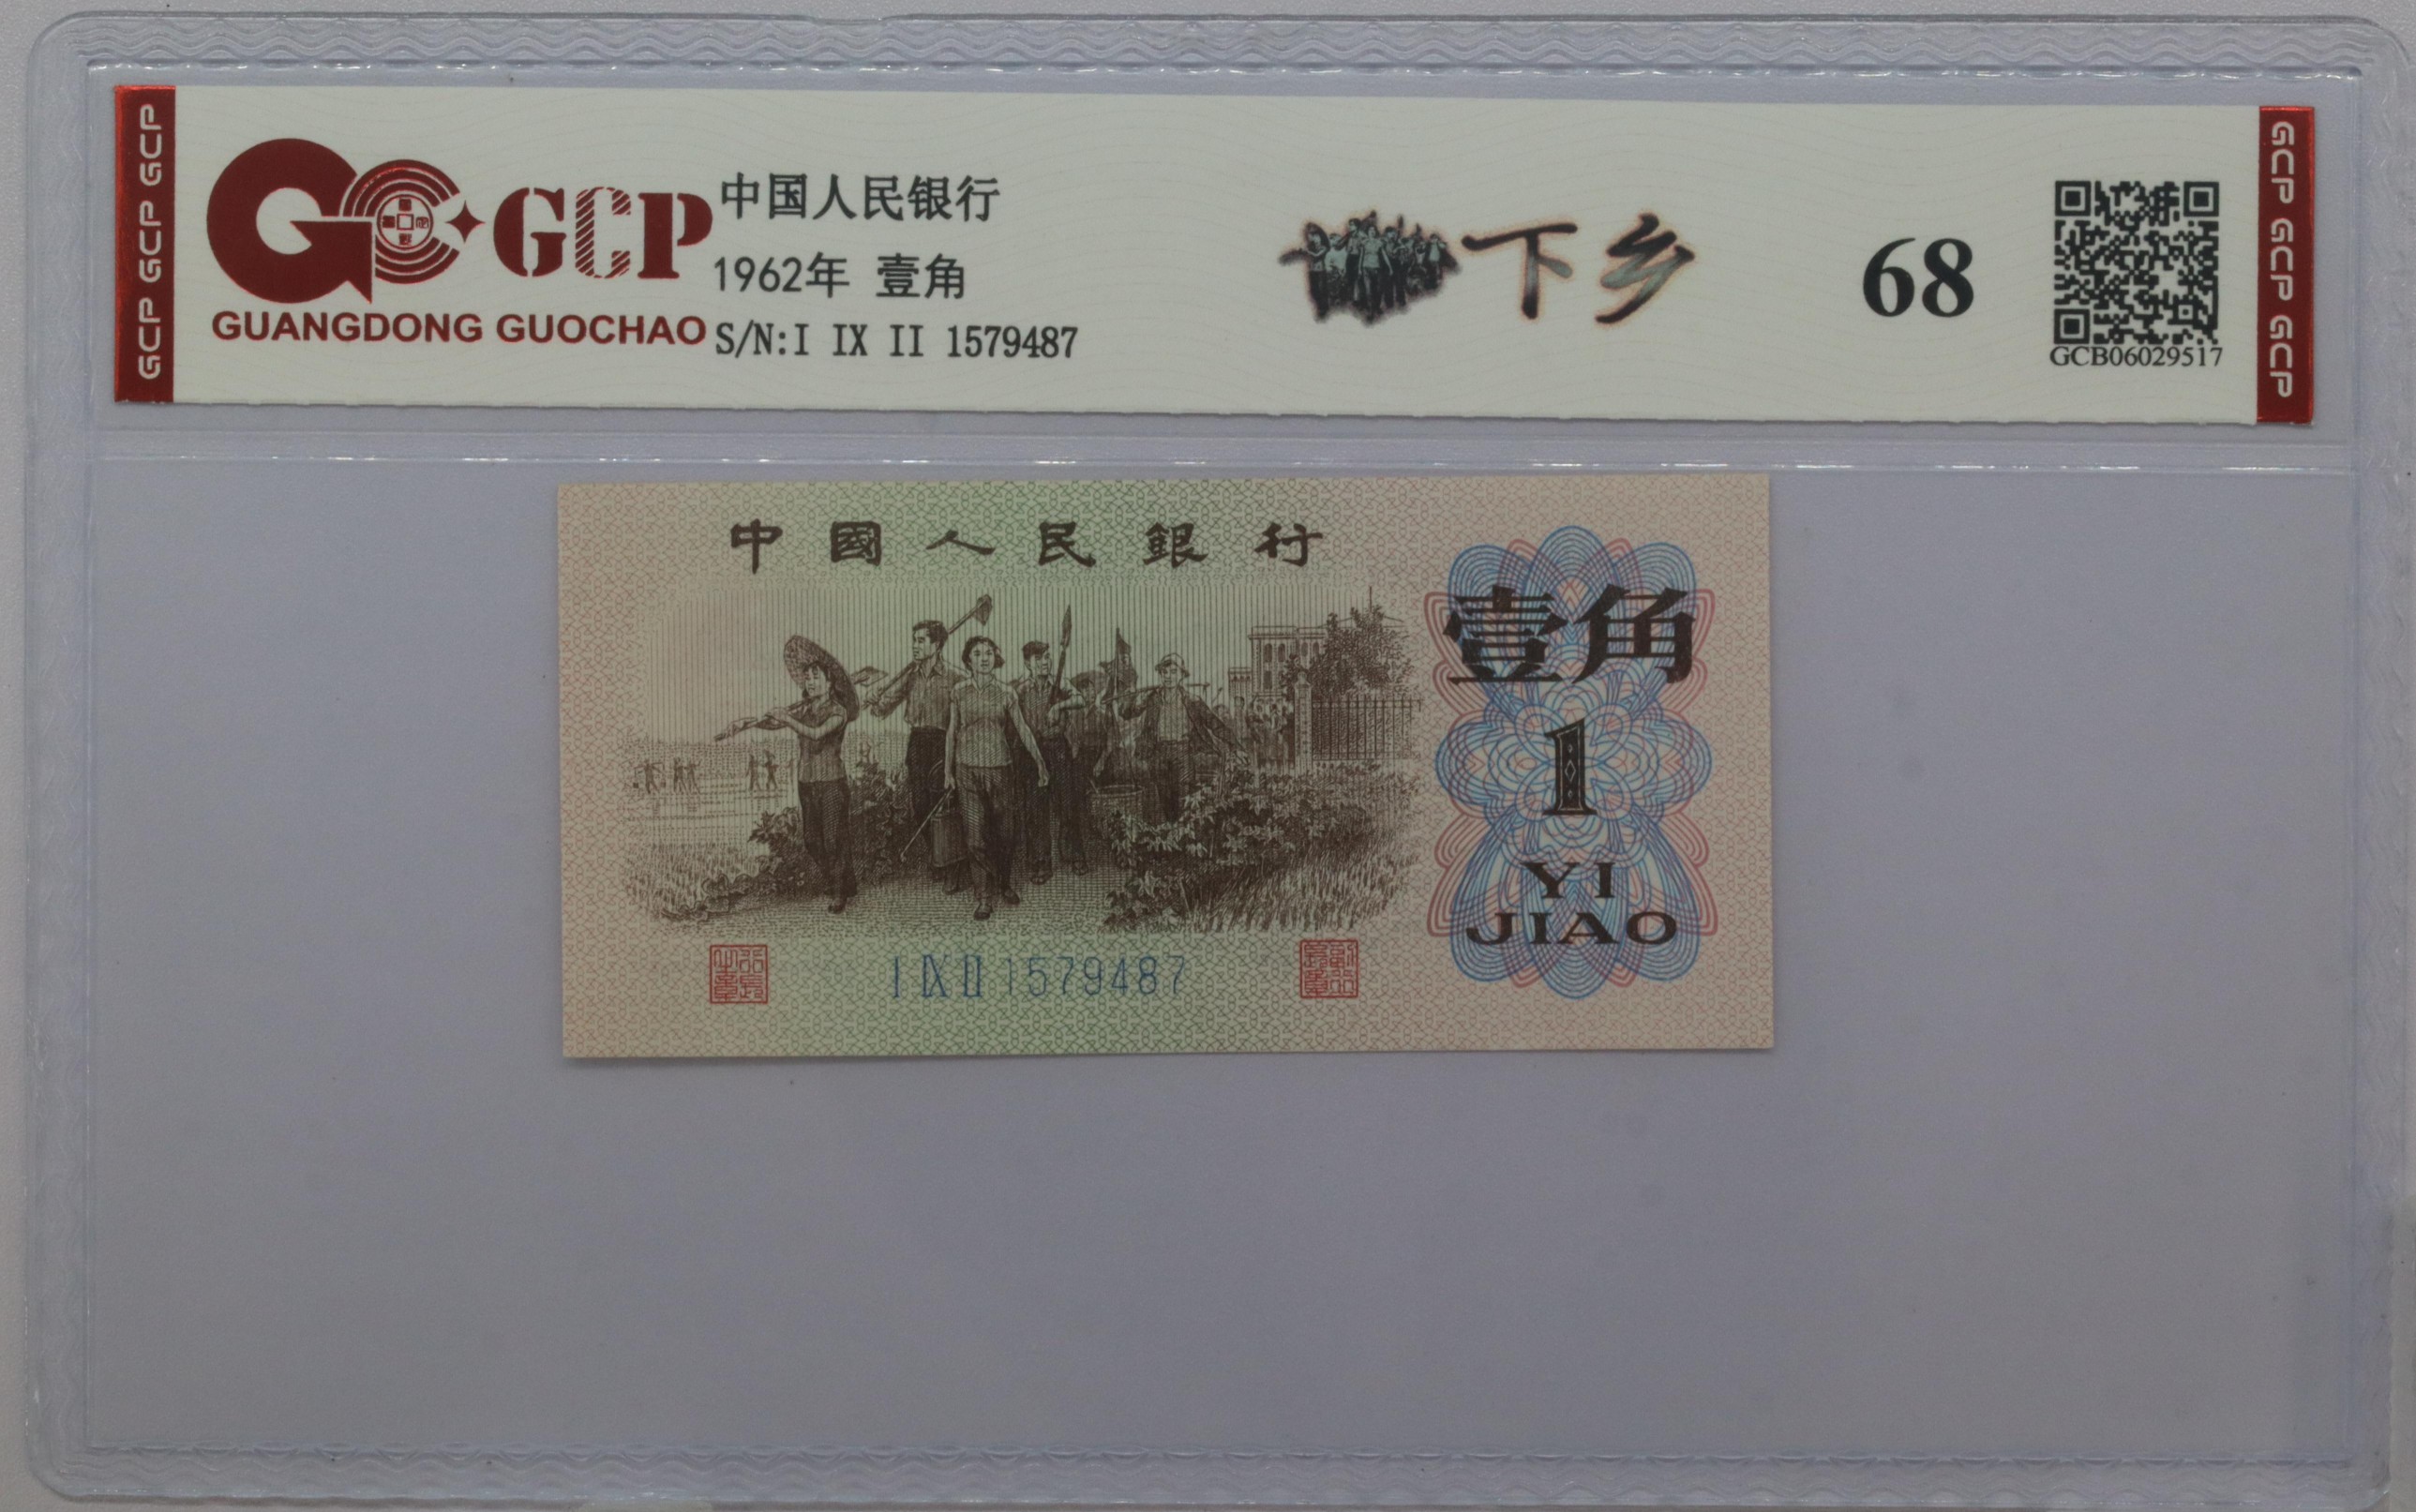 GCP GCP GCP
GCP
GUANGDONG GUOCHAO
中国人民银行
1962年 壹角
S/N:I IX II 1579487
下乡
68
GCB06029517
GCP GCP GCP
中國人民銀行
壹角
1
YI
JIAO
I IX II 1579487